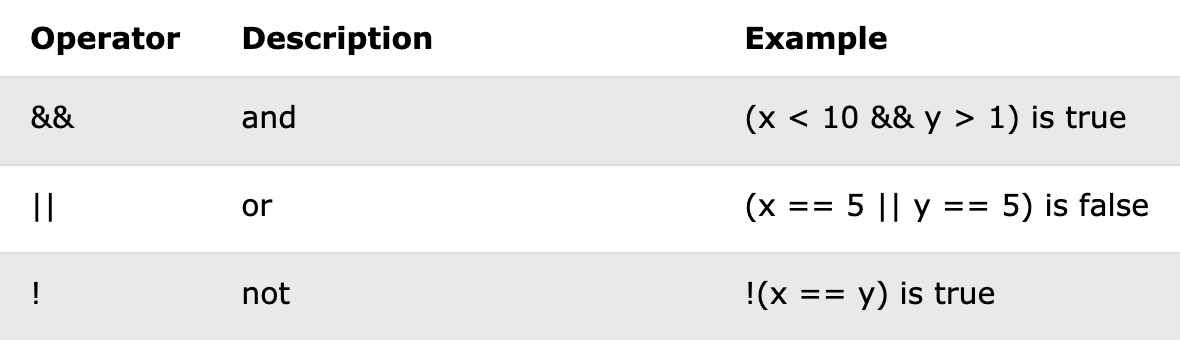 Operator Description Example
&& and (x < 10 && y > 1) is true
|| or (x == 5 || y == 5) is false
! not !(x == y) is true